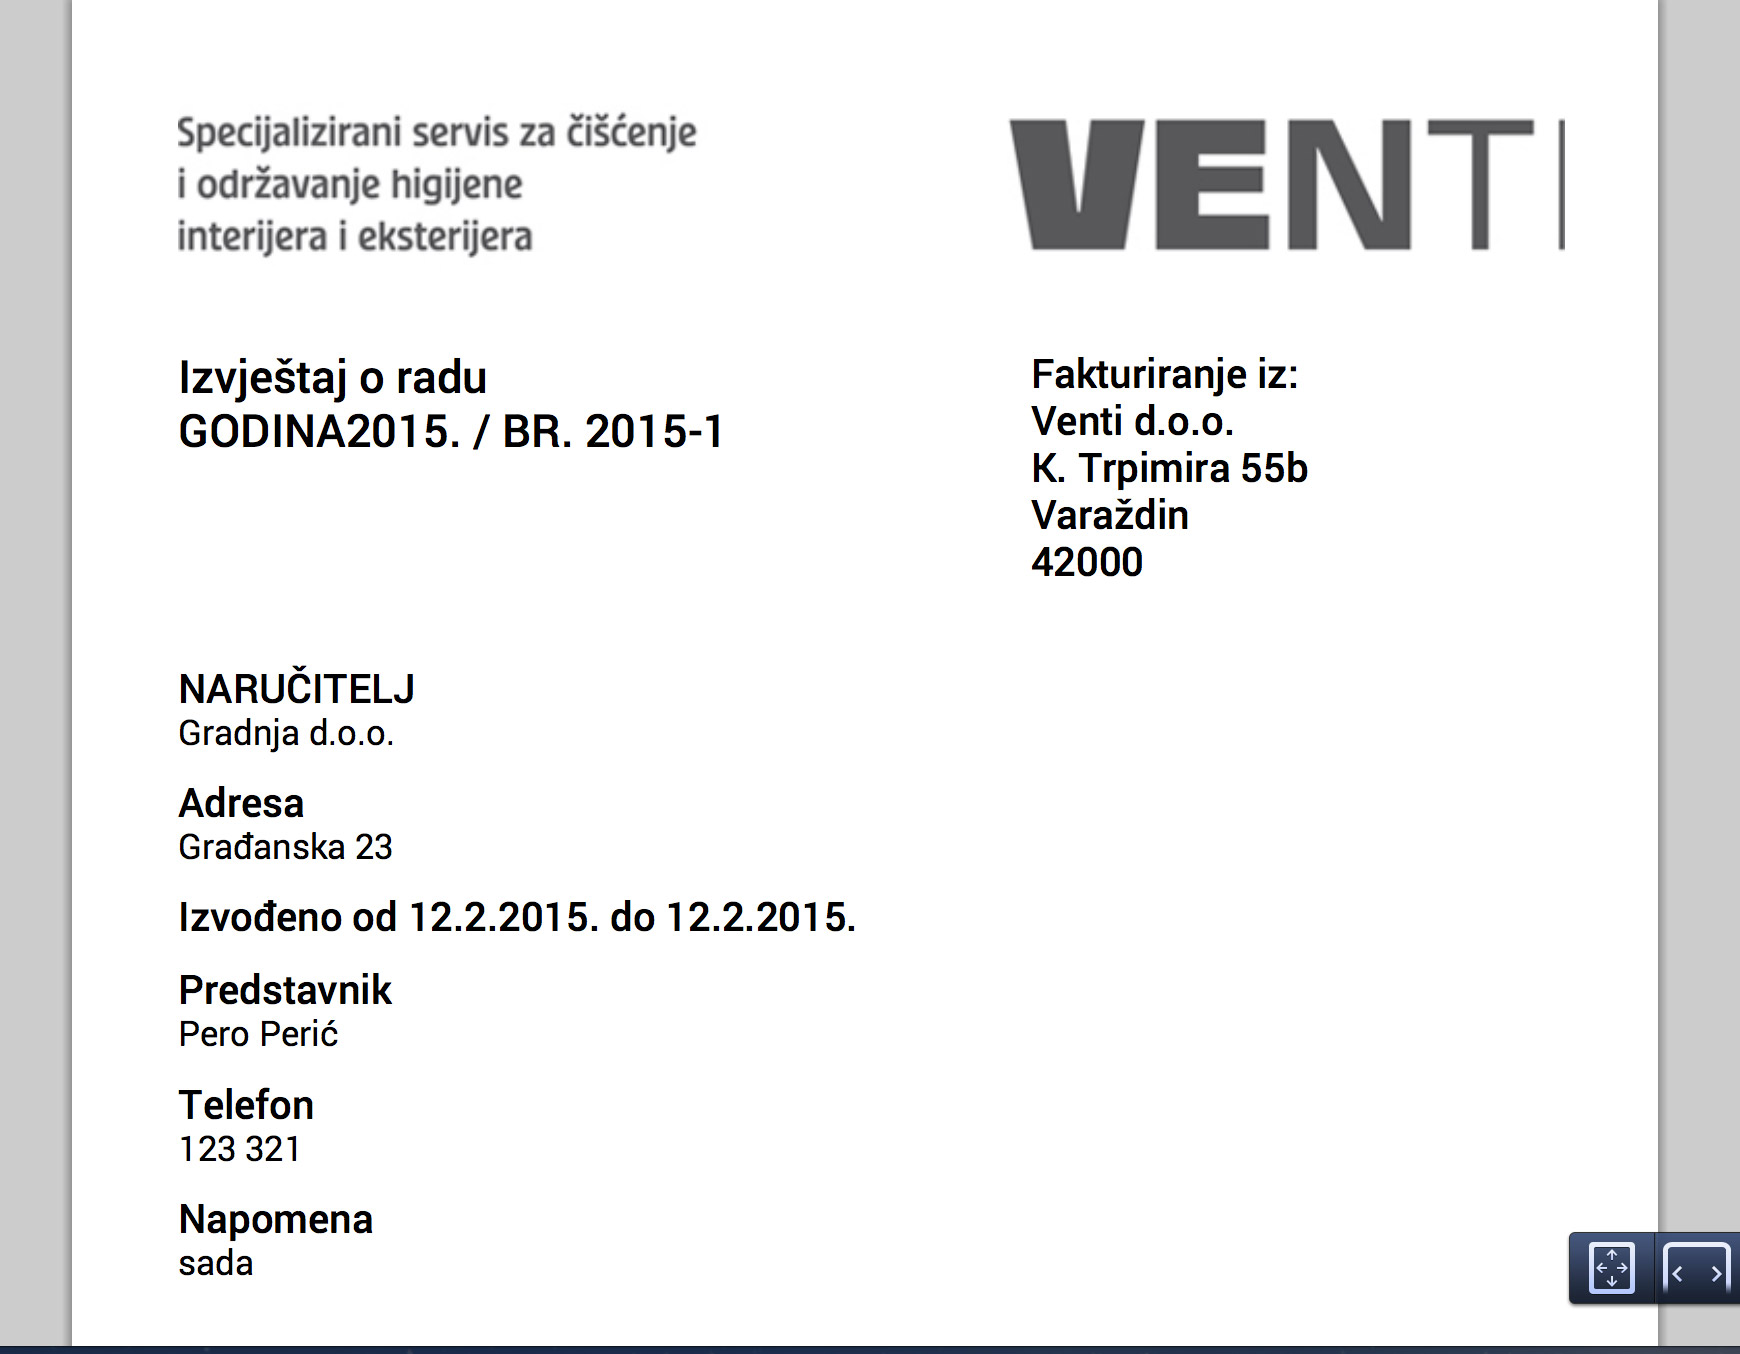 Specijalizirani servis za čišćenje
i održavanje higijene
interijera i eksterijera
VENTI
Izvještaj o radu
GODINA2015. / BR. 2015-1
Fakturiranje iz:
Venti d.o.o.
K. Trpimira 55b
Varaždin
42000
NARUČITELJ
Gradnja d.o.o.
Adresa
Građanska 23
Izvođeno od 12.2.2015. do 12.2.2015.
Predstavnik
Pero Perić
Telefon
123 321
Napomena
sada